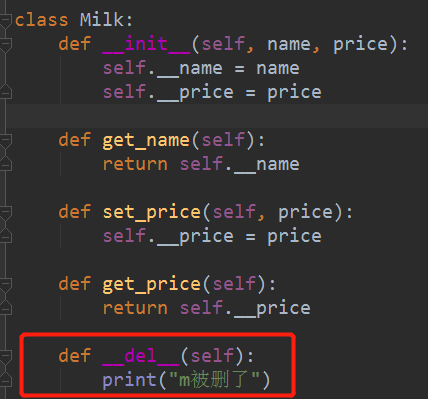 class Milk:
    def __init__(self, name, price):
        self.__name = name
        self.__price = price
    def get_name(self):
        return self.__name
    def set_price(self, price):
        self.__price = price
    def get_price(self):
        return self.__price
    def __del__(self):
        print("m被删了")